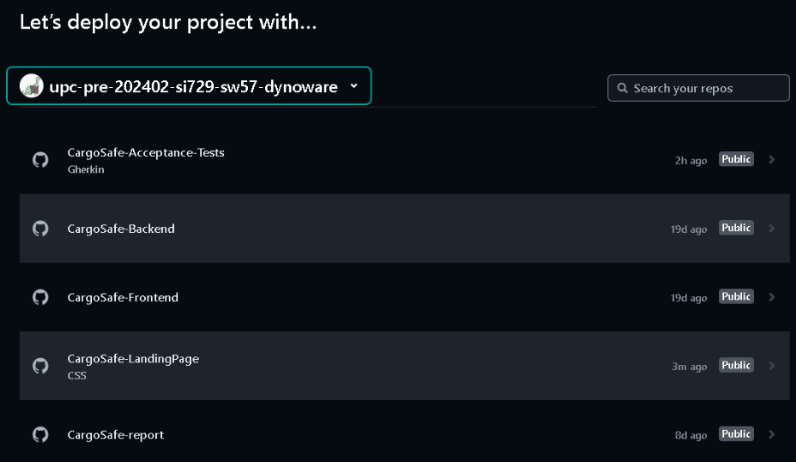 Let's deploy your project with...
upc-pre-202402-si729-sw57-dynoware
Search your repos
CargoSafe-Acceptance-Tests
Gherkin
2h ago
Public
CargoSafe-Backend
19d ago
Public
CargoSafe-Frontend
19d ago
Public
CargoSafe-LandingPage
CSS
3m ago
Public
CargoSafe-report
8d ago
Public